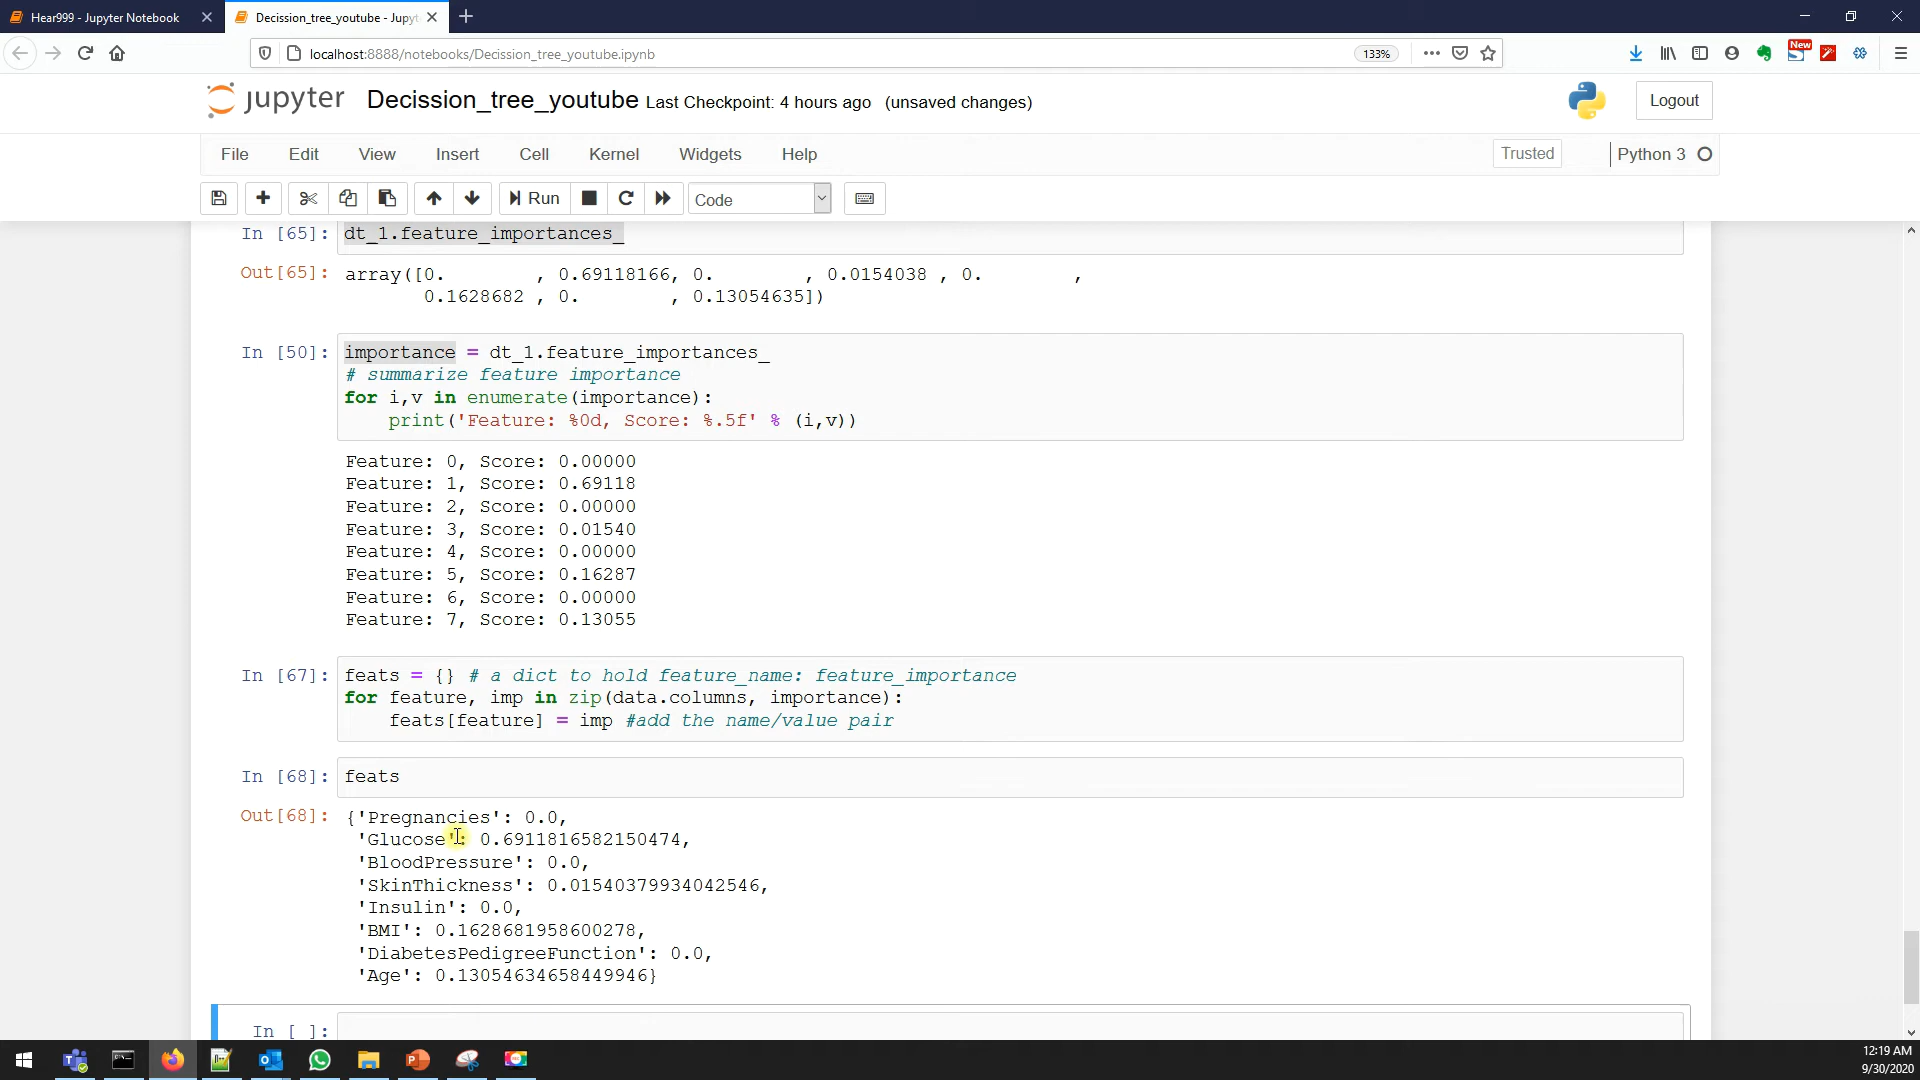 Hear999 - Jupyter Notebook
Decission_tree_youtube - Jupyt
localhost:8888/notebooks/Decission_tree_youtube.ipynb
133%
New
jupyter Decission_tree_youtube Last Checkpoint: 4 hours ago (unsaved changes)
Logout
File Edit View Insert Cell Kernel Widgets Help
Trusted
Python 3
Run
Code
In [65]: dt_1.feature_importances_
Out[65]: array([0.        , 0.69118166, 0.        , 0.0154038 , 0.        ,
0.1628682 , 0.        , 0.13054635])
In [50]: importance = dt_1.feature_importances_
# summarize feature importance
for i,v in enumerate(importance):
print('Feature: %0d, Score: %.5f' % (i,v))
Feature: 0, Score: 0.00000
Feature: 1, Score: 0.69118
Feature: 2, Score: 0.00000
Feature: 3, Score: 0.01540
Feature: 4, Score: 0.00000
Feature: 5, Score: 0.16287
Feature: 6, Score: 0.00000
Feature: 7, Score: 0.13055
In [67]: feats = {} # a dict to hold feature_name: feature_importance
for feature, imp in zip(data.columns, importance):
feats[feature] = imp #add the name/value pair
In [68]: feats
Out[68]: {'Pregnancies': 0.0,
'Glucose': 0.6911816582150474,
'BloodPressure': 0.0,
'SkinThickness': 0.01540379934042546,
'Insulin': 0.0,
'BMI': 0.1628681958600278,
'DiabetesPedigreeFunction': 0.0,
'Age': 0.13054634658449946}
In [ ]:
12:19 AM
9/30/2020